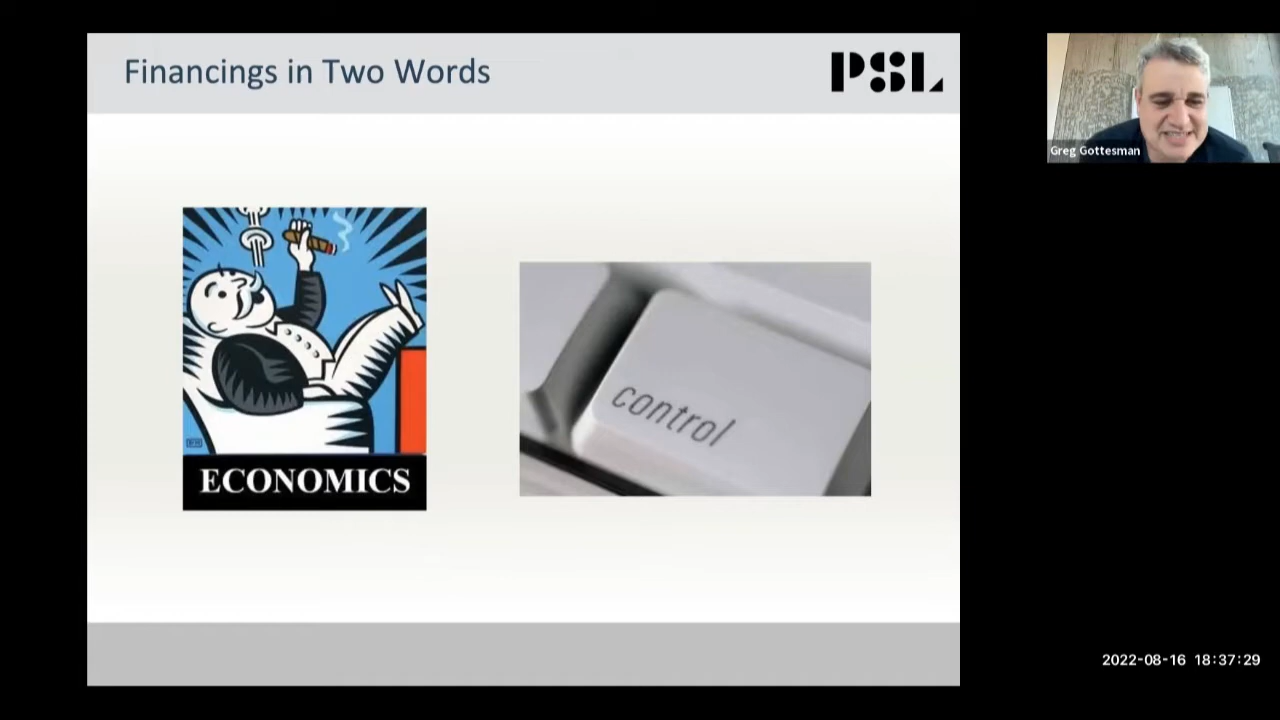 Financings in Two Words
PSL
Greg Gottesman
ECONOMICS
control
2022-08-16 18:37:29